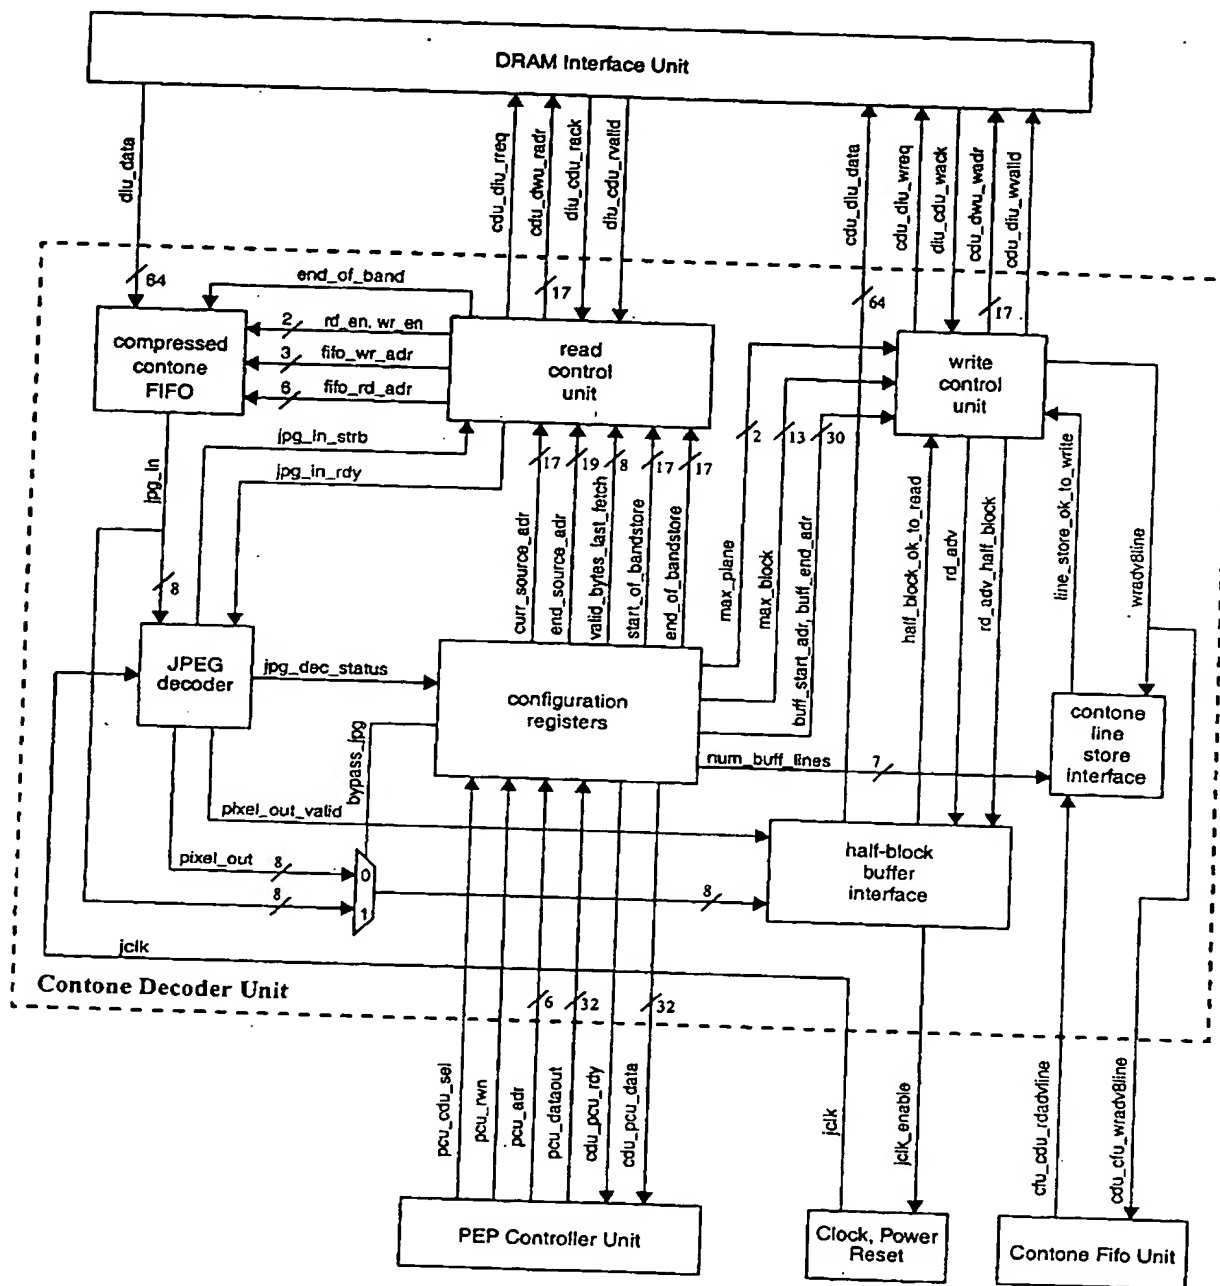 DRAM Interface Unit
diu_data
cdu_diu_rreq
cdu_dwu_radr
diu_cdu_rack
diu_cdu_rvalid
cdu_diu_data
cdu_diu_wreq
diu_cdu_wack
cdu_dwu_wadr
cdu_diu_wvalid
64
end_of_band
17
64
17
compressed
contone
FIFO
2
rd_en, wr_en
3
fifo_wr_adr
6
fifo_rd_adr
read
control
unit
write
control
unit
jpg_in
jpg_in_strb
jpg_in_rdy
17
19
8
17
17
2
13
30
8
curr_source_adr
end_source_adr
valid_bytes_last_fetch
start_of_bandstore
end_of_bandstore
max_plane
max_block
buff_start_adr, buff_end_adr
half_block_ok_to_read
rd_adv
rd_adv_half_block
line_store_ok_to_write
wradv8line
JPEG
decoder
jpg_dec_status
configuration
registers
contone
line
store
interface
bypass_jpg
num_buff_lines
7
pixel_out_valid
pixel_out
8
0
8
1
8
half-block
buffer
interface
jclk
Contone Decoder Unit
6
32
32
pcu_cdu_sel
pcu_rwn
pcu_adr
pcu_dataout
cdu_pcu_rdy
cdu_pcu_data
jclk
jclk_enable
cfu_cdu_rdadvline
cdu_cfu_wradv8line
PEP Controller Unit
Clock, Power
Reset
Contone Fifo Unit